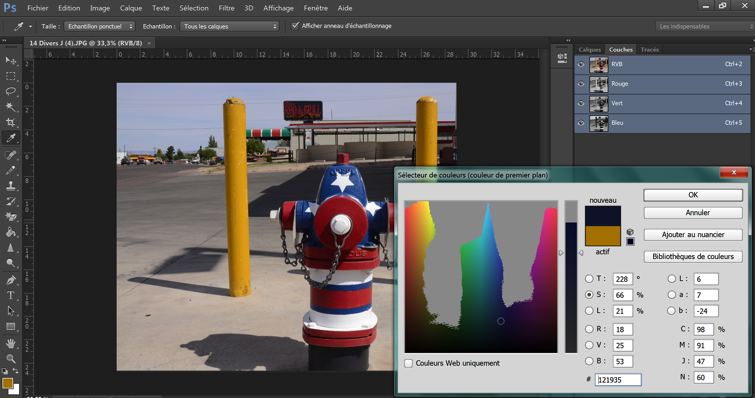 Ps Fichier Edition Image Calque Texte Sélection Filtre 3D Affichage Fenêtre Aide
Taille : Echantillon ponctuel Echantillon : Tous les calques Afficher anneau d'échantillonnage Les indispensables
14 Divers J (4).JPG @ 33,3% (RVB/8) ×
Calques Couches Tracés
RVB Ctrl+2
Rouge Ctrl+3
Vert Ctrl+4
Bleu Ctrl+5
Sélecteur de couleurs (couleur de premier plan)
nouveau
actif
OK
Annuler
Ajouter au nuancier
Bibliothèques de couleurs
T : 228 ° L : 6
S : 66 % a : 7
L : 21 % b : -24
R : 18 C : 98 %
V : 25 M : 91 %
B : 53 J : 47 %
# 121935 N : 60 %
Couleurs Web uniquement